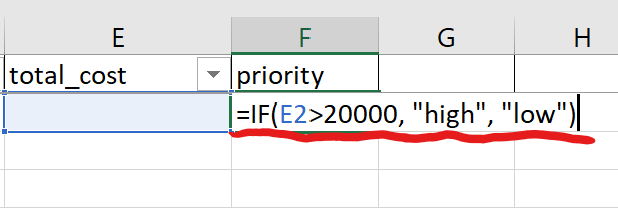 E F G H
total_cost priority
=IF(E2>20000, "high", "low")